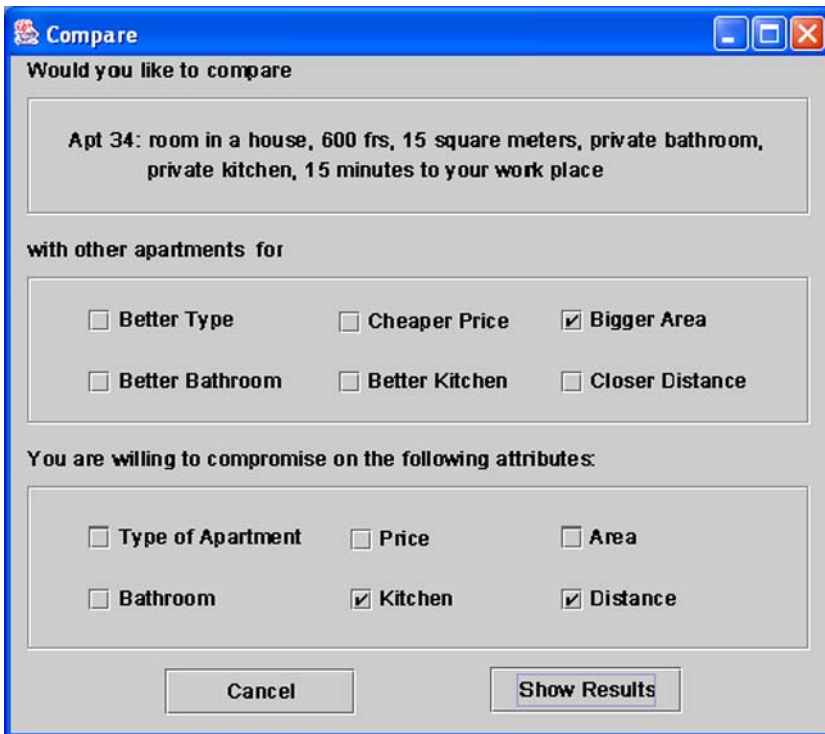 Compare
Would you like to compare
Apt 34: room in a house, 600 frs, 15 square meters, private bathroom,
private kitchen, 15 minutes to your work place
with other apartments for
Better Type Cheaper Price Bigger Area
Better Bathroom Better Kitchen Closer Distance
You are willing to compromise on the following attributes:
Type of Apartment Price Area
Bathroom Kitchen Distance
Cancel Show Results